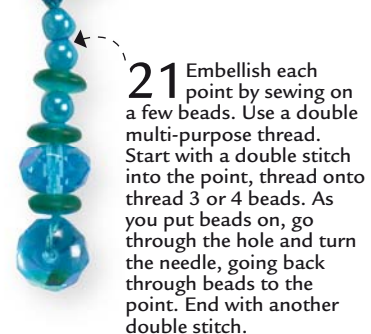 21 Embellish each
point by sewing on
a few beads. Use a double
multi-purpose thread.
Start with a double stitch
into the point, thread onto
thread 3 or 4 beads. As
you put beads on, go
through the hole and turn
the needle, going back
through beads to the
point. End with another
double stitch.